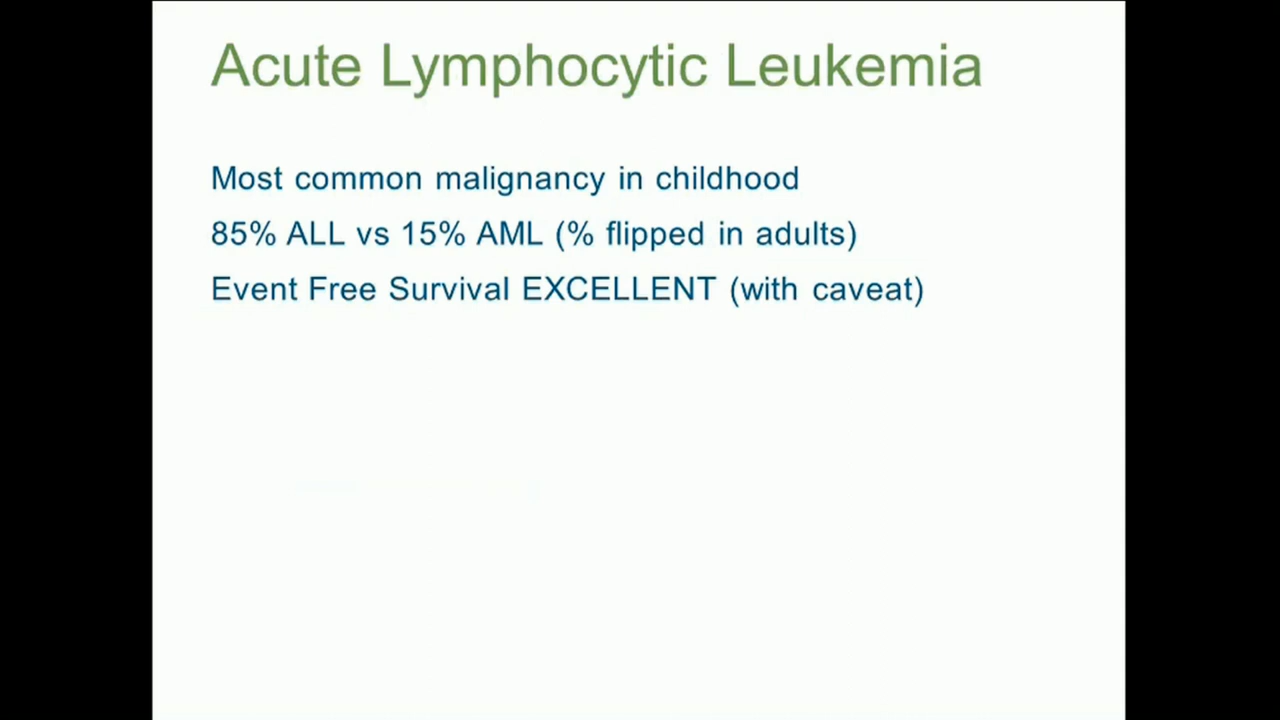 Acute Lymphocytic Leukemia
Most common malignancy in childhood
85% ALL vs 15% AML (% flipped in adults)
Event Free Survival EXCELLENT (with caveat)